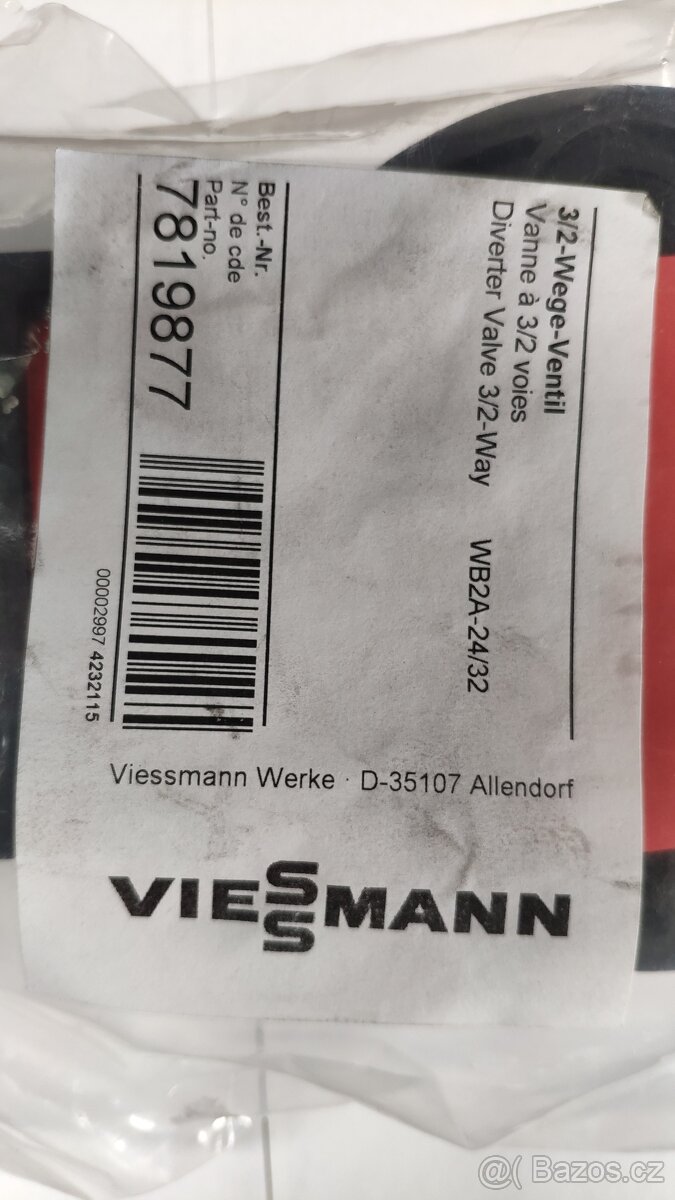 3/2-Wege-Ventil
Vanne à 3/2 voies
Diverter Valve 3/2-Way WB2A-24/32
Best.-Nr.
N° de cde
Part-no.
7819877
00002997 4232115
Viessmann Werke · D-35107 Allendorf
VIESSMANN
@( Bazos.cz